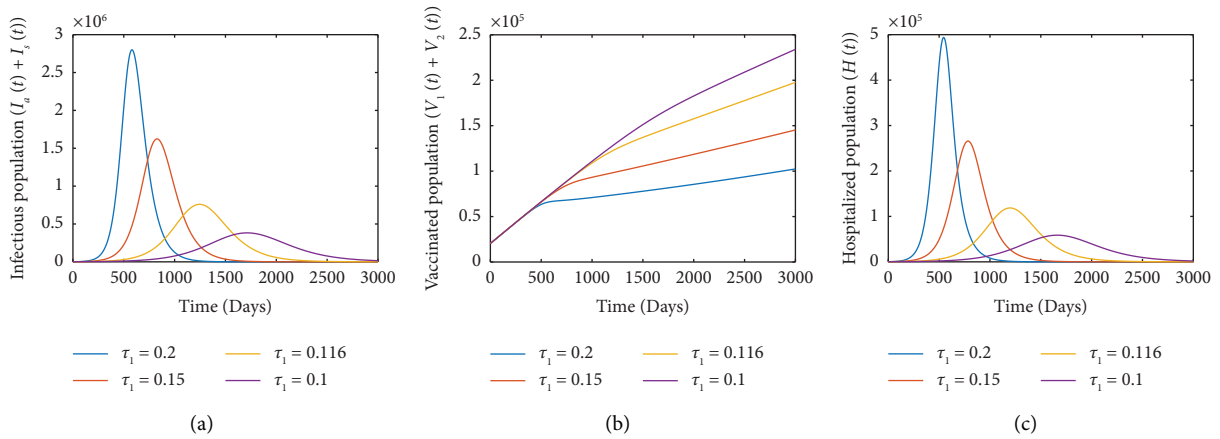 ×10⁶
3
2.5
2
1.5
1
0.5
0
Infectious population (I_a (t) + I_s (t))
0 500 1000 1500 2000 2500 3000
Time (Days)
τ₁ = 0.2 τ₁ = 0.116
τ₁ = 0.15 τ₁ = 0.1
(a)
×10⁵
2.5
2
1.5
1
0.5
0
Vaccinated population (V₁ (t) + V₂ (t))
0 500 1000 1500 2000 2500 3000
Time (Days)
τ₁ = 0.2 τ₁ = 0.116
τ₁ = 0.15 τ₁ = 0.1
(b)
×10⁵
5
4
3
2
1
0
Hospitalized population (H (t))
0 500 1000 1500 2000 2500 3000
Time (Days)
τ₁ = 0.2 τ₁ = 0.116
τ₁ = 0.15 τ₁ = 0.1
(c)